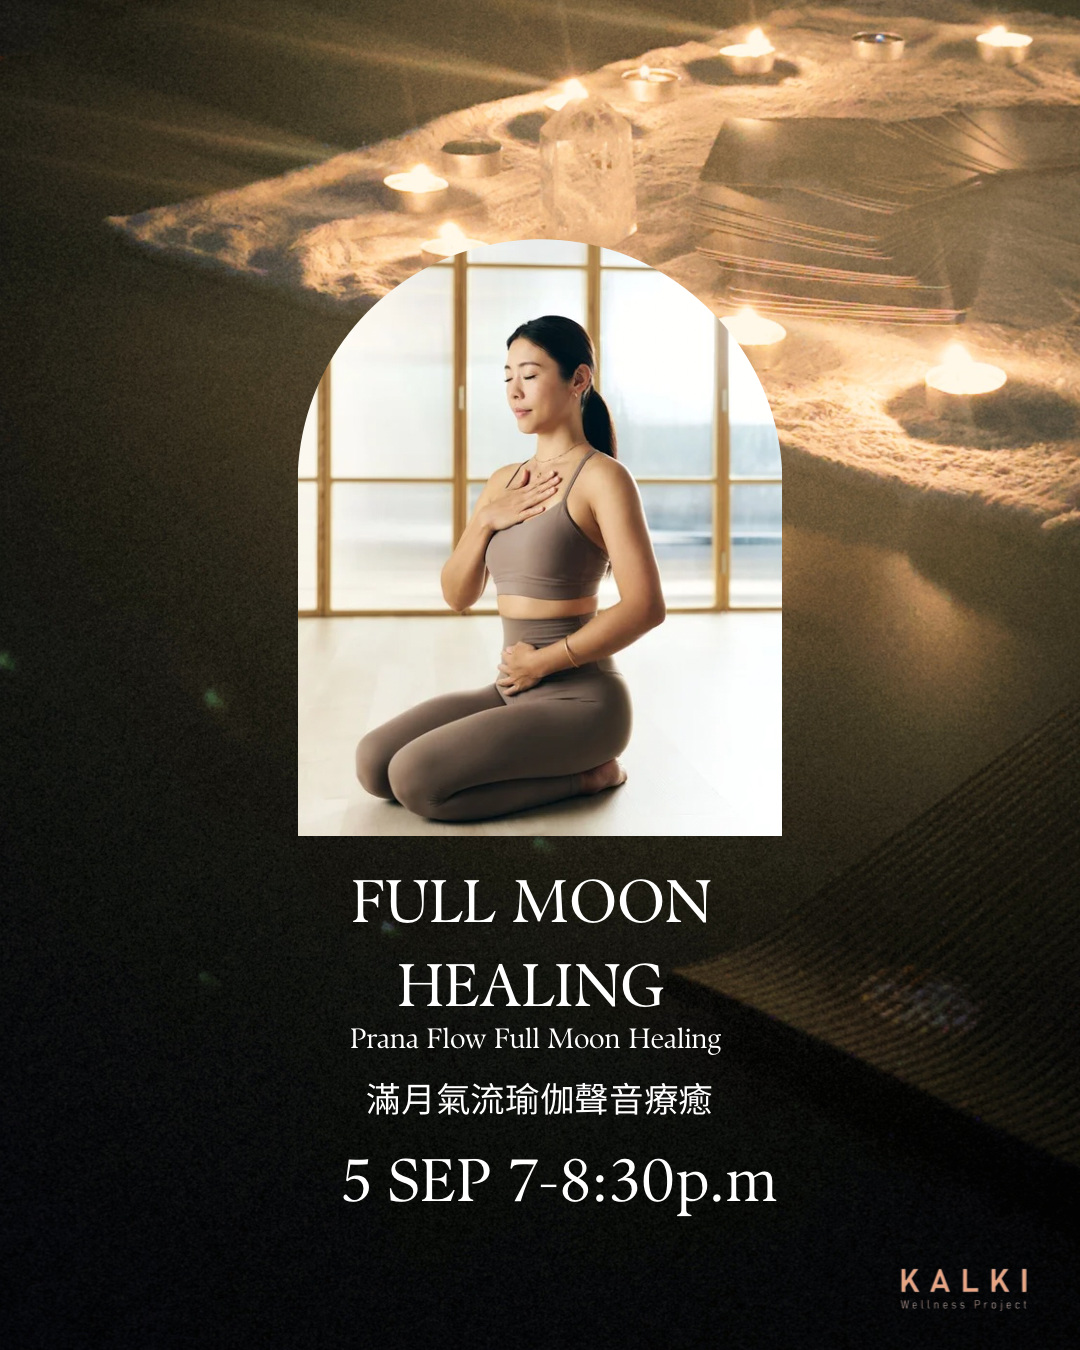 FULL MOON
HEALING
Prana Flow Full Moon Healing
滿月氣流瑜伽聲音療癒
5 SEP 7-8:30p.m
KALKI
Wellness Project